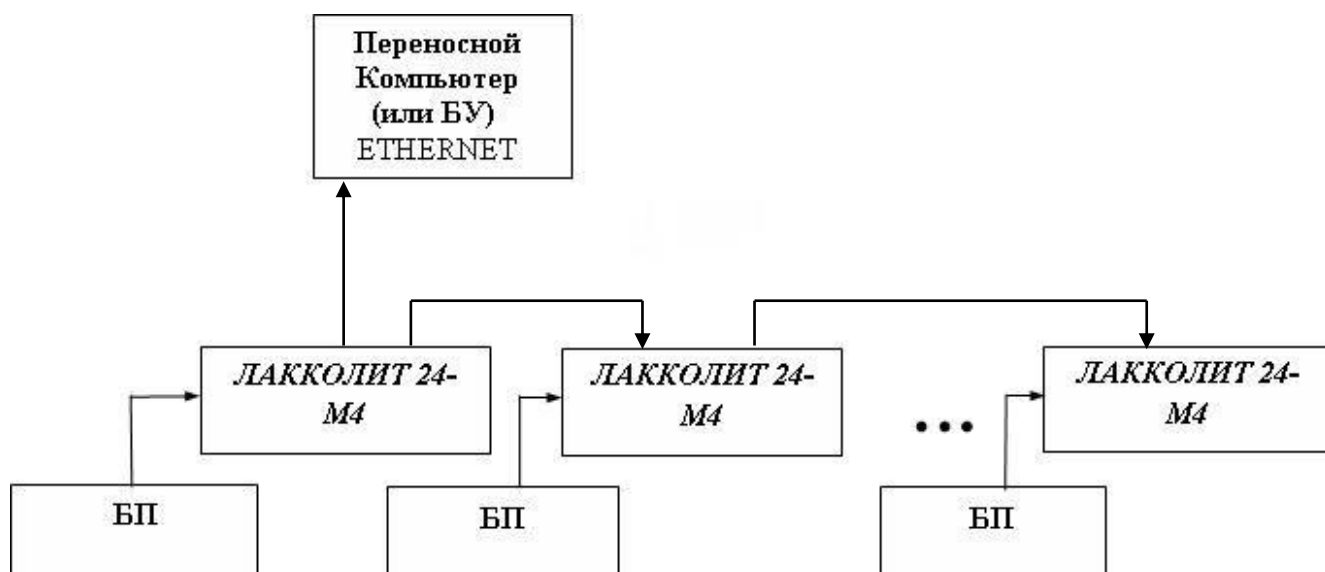 Переносной
Компьютер
(или БУ)
ETHERNET
ЛАККОЛИТ 24-
М4
ЛАККОЛИТ 24-
М4
ЛАККОЛИТ 24-
М4
БП
БП
БП